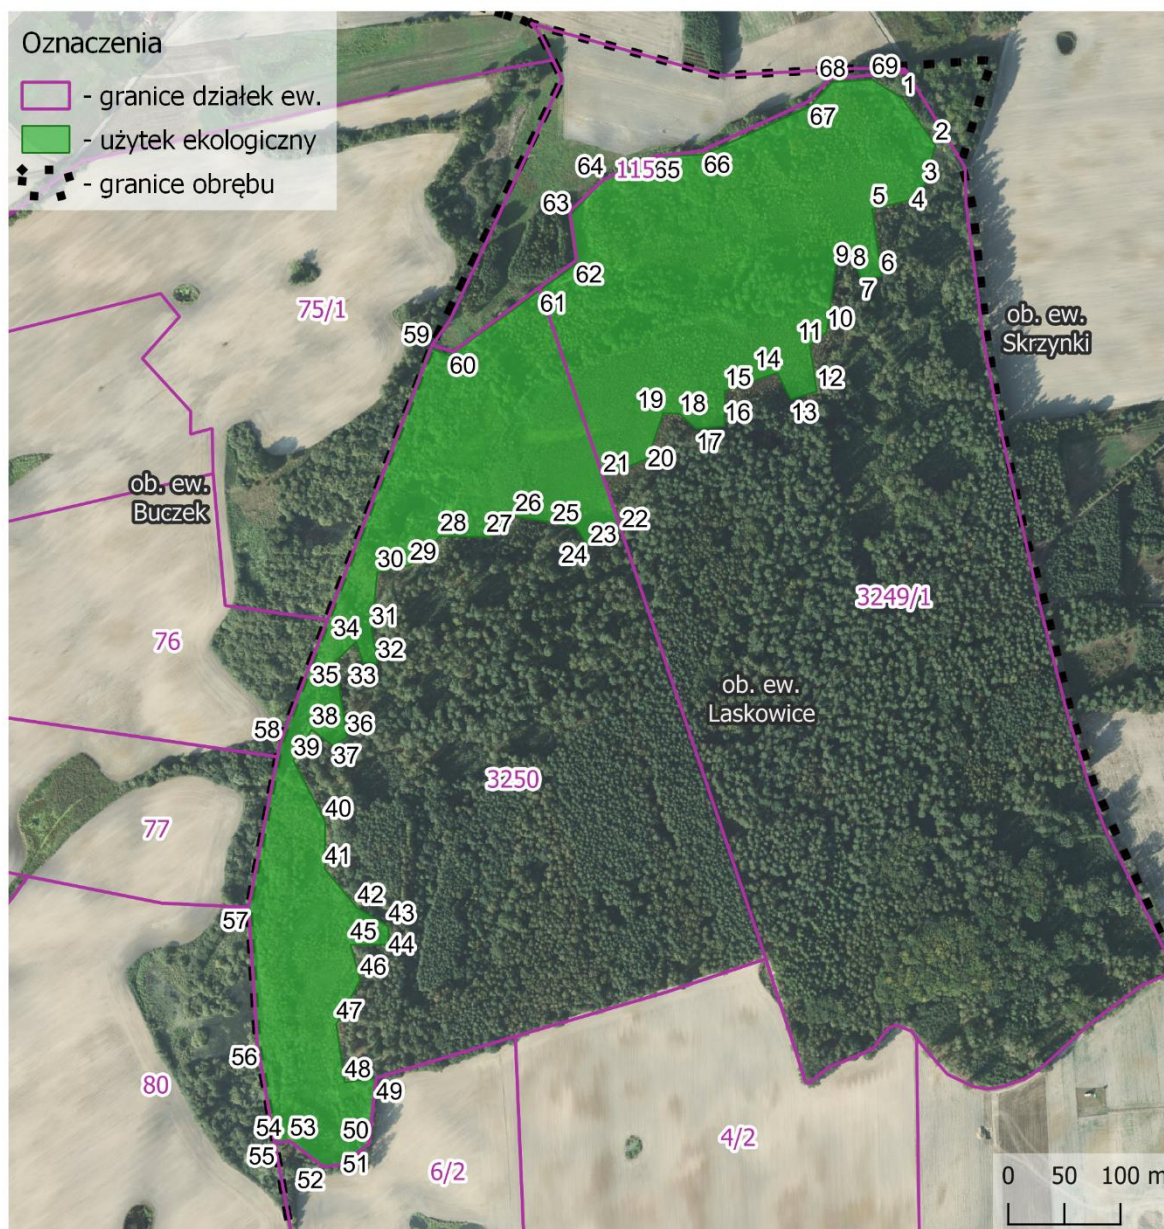 Oznaczenia
- granice działek ew.
- użytek ekologiczny
- granice obrębu
68 69
1
67
2
64 115 65 66
3
63
5 4
62
9 8 6
7
61
75/1
10
ob. ew.
Skrzynki
59
11
60
14
15 12
19 18 16 13
17
21 20
ob. ew.
Buczek
26 25 22
28 27 23
29 24
30
3249/1
31
34
76
32
35 33
ob. ew.
Laskowice
38 36
58
39 37
3250
40
77
41
42
57 43
45 44
46
47
56
48
80 49
54 53 50
4/2
55 51
52 6/2
0 50 100 m